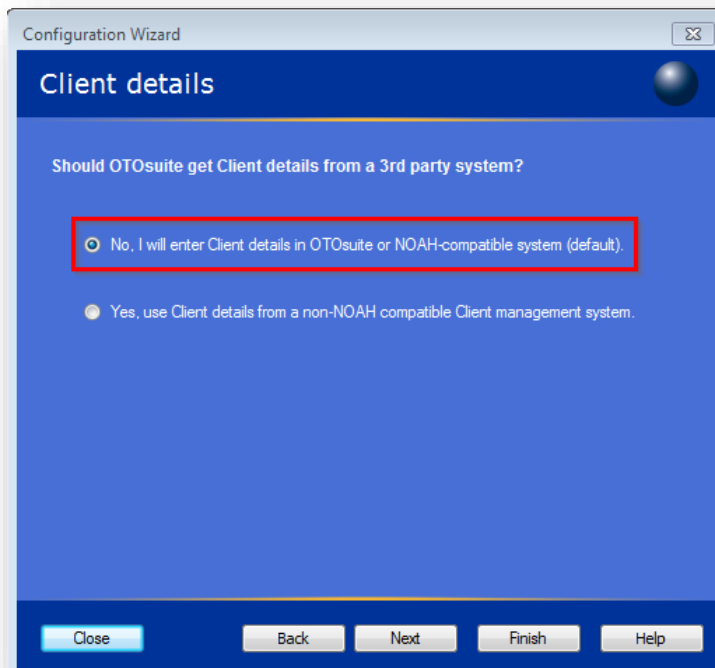 Configuration Wizard
Client details
Should OTOsuite get Client details from a 3rd party system?
No, I will enter Client details in OTOsuite or NOAH-compatible system (default).
Yes, use Client details from a non-NOAH compatible Client management system.
Close Back Next Finish Help